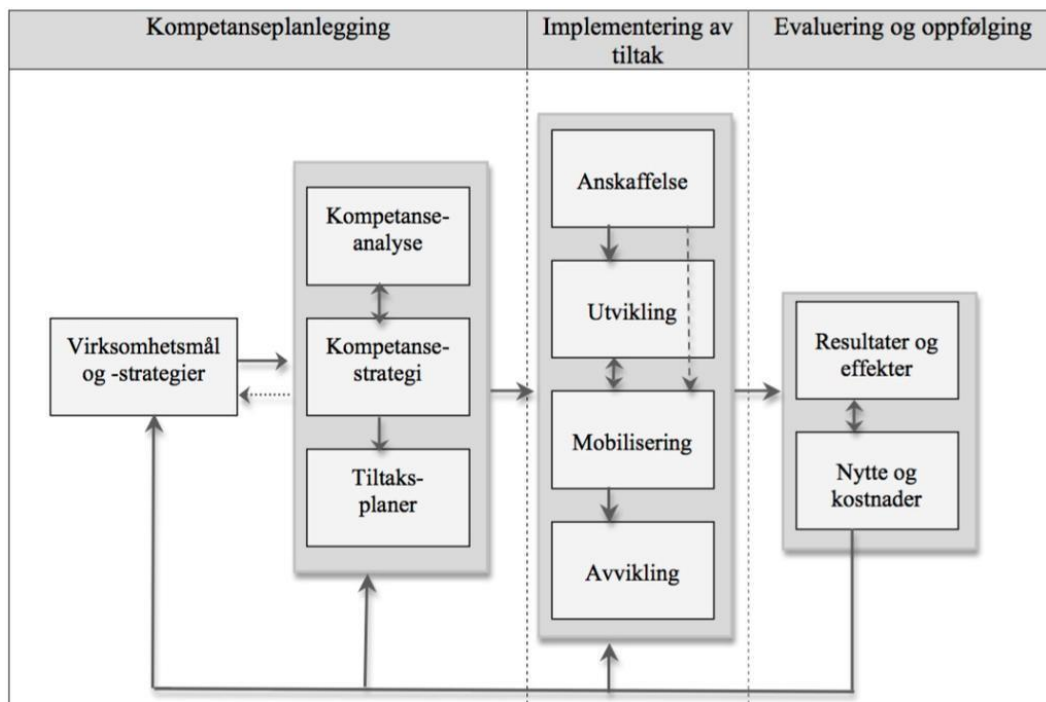 Kompetanseplanlegging
Implementering av
tiltak
Evaluering og oppfølging
Virksomhetsmål
og -strategier
Kompetanse-
analyse
Kompetanse-
strategi
Tiltaks-
planer
Anskaffelse
Utvikling
Mobilisering
Avvikling
Resultater og
effekter
Nytte og
kostnader